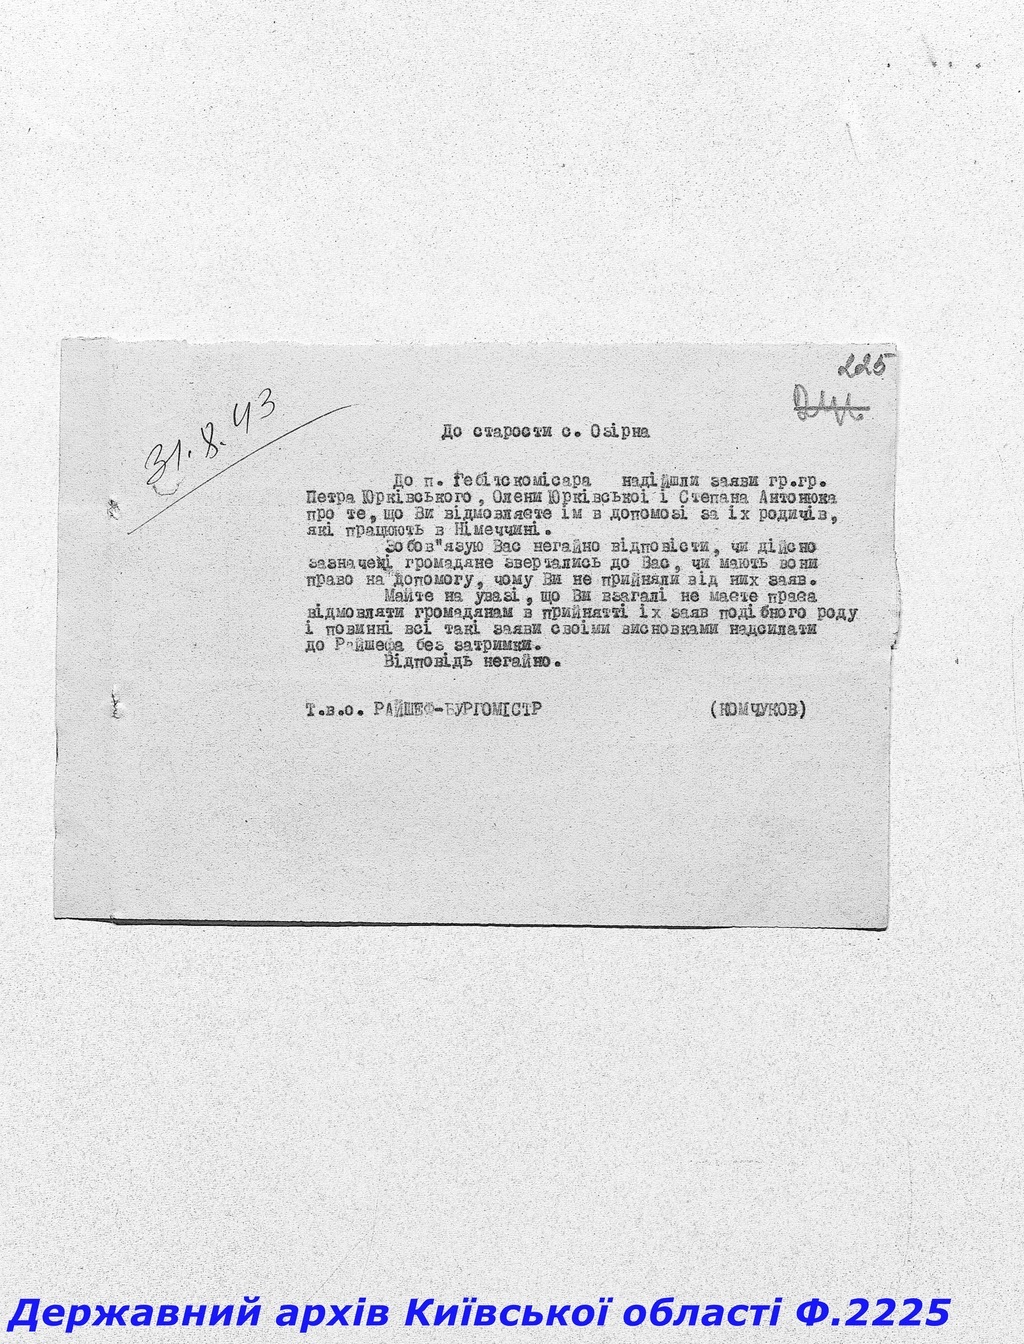 225
31.8.43
До старости с. Озірна
До п. Гебітскомісара надійшли заяви гр.гр.
Петра Юрківського, Олени Юрківської і Степана Антонюка
про те, що Ви відмовляєте їм в допомозі за їх родичів,
які працюють в Німеччині.
Зобов"язую Вас негайно відповісти, чи дійсно
зазначені громадяне звертались до Вас, чи мають вони
право на допомогу, чому Ви не прийняли від них заяв.
Майте на увазі, що Ви взагалі не маєте права
відмовляти громадянам в прийнятті їх заяв подібного роду
і повинні всі такі заяви своїми висновками надсилати
до Райшефа без затримки.
Відповідь негайно.
Т.в.о. РАЙШЕФ-БУРГОМІСТР (КОМЧУКОВ)
Державний архів Київської області Ф.2225